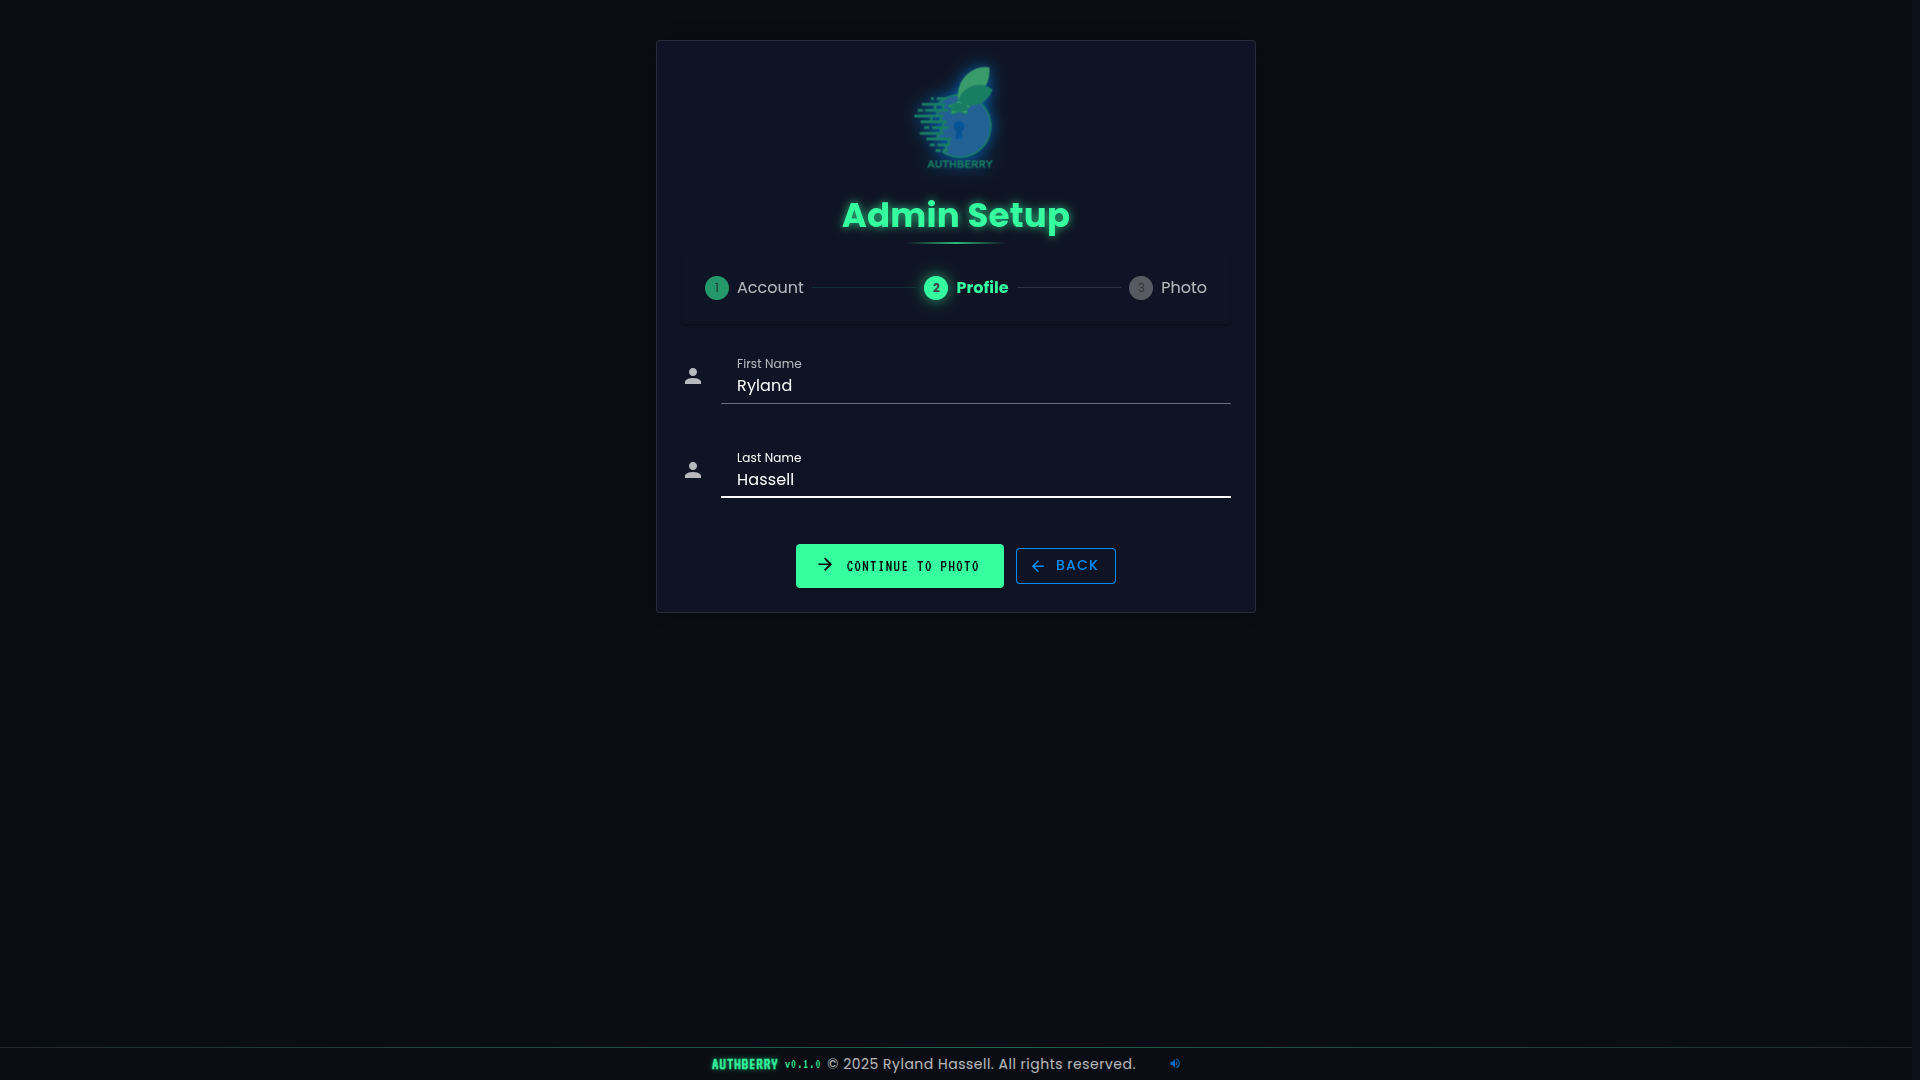 AUTHBERRY
Admin Setup
1 Account 2 Profile 3 Photo
First Name
Ryland
Last Name
Hassell
CONTINUE TO PHOTO BACK
AUTHBERRY v0.1.0 © 2025 Ryland Hassell. All rights reserved.